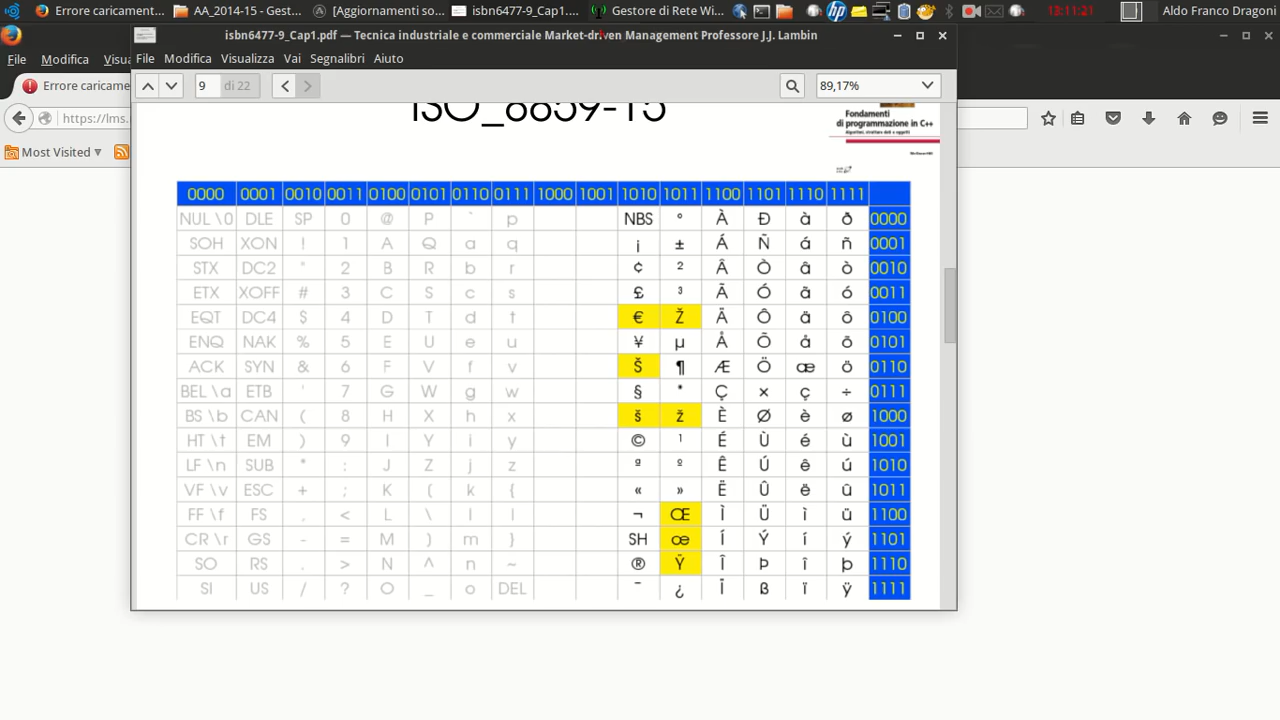 Errore caricament... AA_2014-15 - Gest... [Aggiornamenti so... isbn6477-9_Cap1.... Gestore di Rete Wi... 13:11:21 Aldo Franco Dragoni
isbn6477-9_Cap1.pdf — Tecnica industriale e commerciale Market-driven Management Professore J.J. Lambin
File Modifica Visua
File Modifica Visualizza Vai Segnalibri Aiuto
Errore caricame
9 di 22 89,17%
https://lms.
Most Visited
ISO_8859-15
Fondamenti
di programmazione in C++
Algoritmi, strutture dati e oggetti
0000 0001 0010 0011 0100 0101 0110 0111 1000 1001 1010 1011 1100 1101 1110 1111
NUL \0 DLE SP 0 @ P ` p NBS ° À Đ à ð 0000
SOH XON ! 1 A Q a q ¡ ± Á Ñ á ñ 0001
STX DC2 " 2 B R b r ¢ ² Â Ò â ò 0010
ETX XOFF # 3 C S c s £ ³ Ã Ó ã ó 0011
EQT DC4 $ 4 D T d t € Ž Ä Ô ä ô 0100
ENQ NAK % 5 E U e u ¥ µ Å Õ å õ 0101
ACK SYN & 6 F V f v Š ¶ Æ Ö æ ö 0110
BEL \a ETB ' 7 G W g w § • Ç × ç ÷ 0111
BS \b CAN ( 8 H X h x š ž È Ø è ø 1000
HT \t EM ) 9 I Y i y © ¹ É Ù é ù 1001
LF \n SUB * : J Z j z ª º Ê Ú ê ú 1010
VF \v ESC + ; K ( k { « » Ë Û ë û 1011
FF \f FS , < L \ l | ¬ Œ Ì Ü ì ü 1100
CR \r GS - = M ) m } SH œ Í Ý í ý 1101
SO RS . > N ^ n ~ ® Ÿ Î Þ î þ 1110
SI US / ? O _ o DEL ¯ ¿ Ï ß ï ÿ 1111